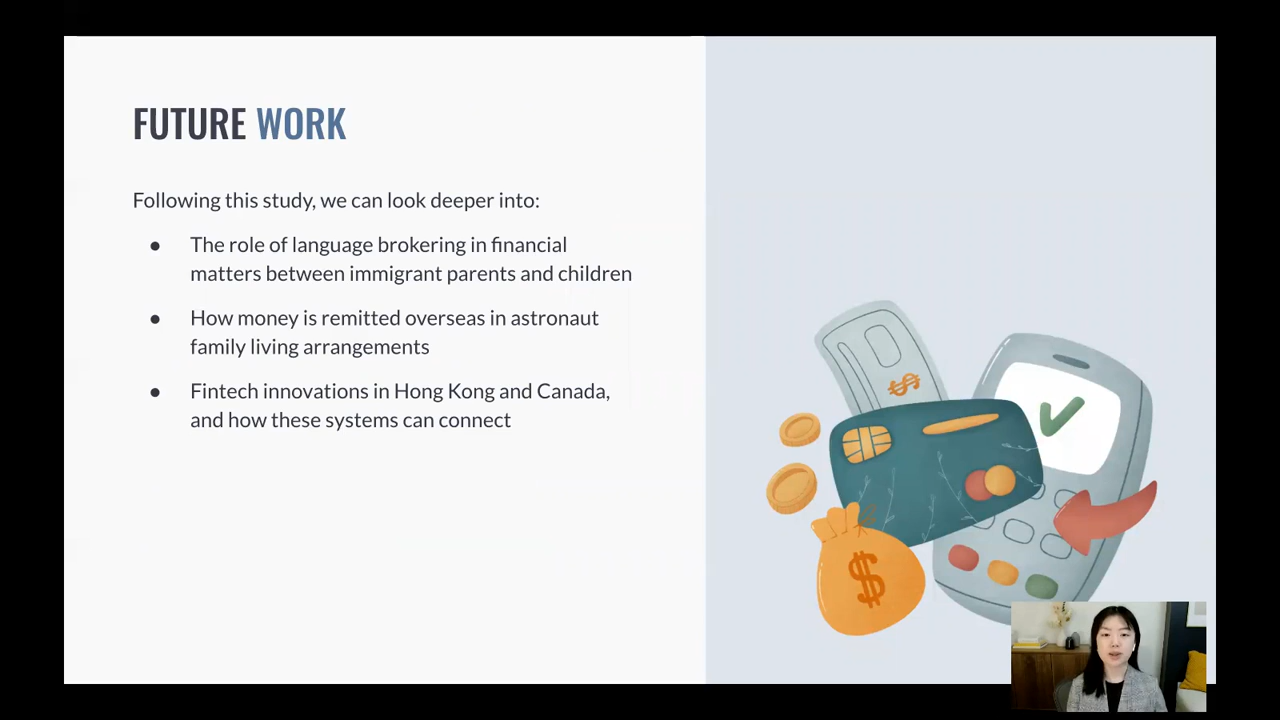 FUTURE WORK
Following this study, we can look deeper into:
● The role of language brokering in financial
matters between immigrant parents and children
● How money is remitted overseas in astronaut
family living arrangements
● Fintech innovations in Hong Kong and Canada,
and how these systems can connect
$
$